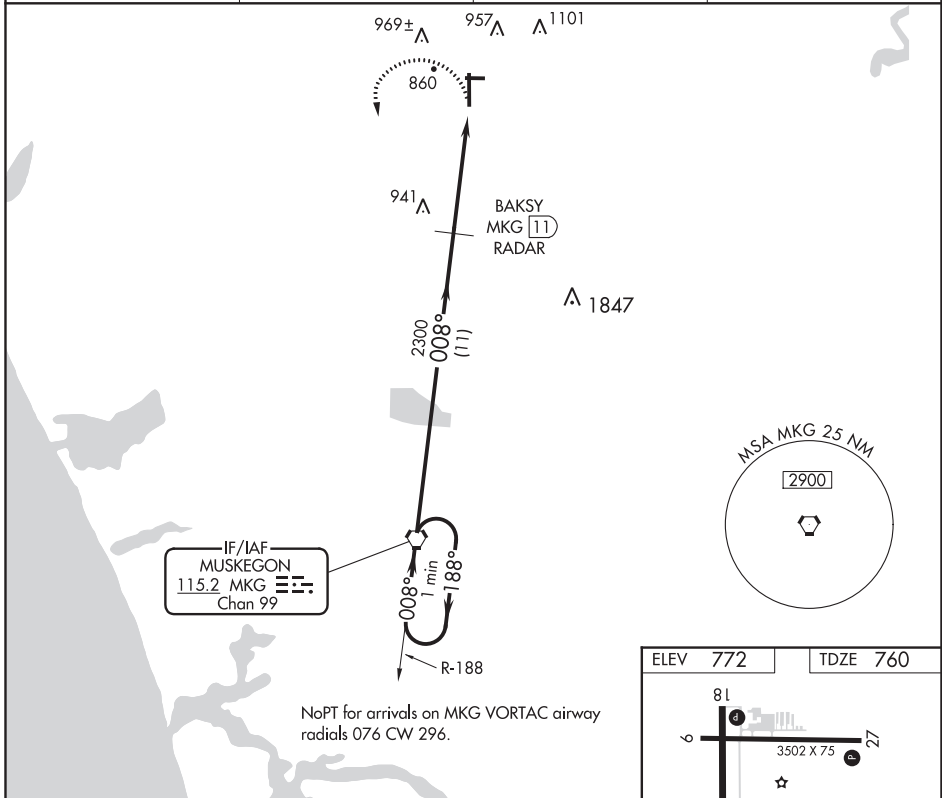 969±
957
1101
860
941
BAKSY
MKG 11
RADAR
1847
2300
008°
(11)
MSA MKG 25 NM
2900
IF/IAF
MUSKEGON
115.2 MKG
Chan 99
008°
1 min
188°
R-188
NoPT for arrivals on MKG VORTAC airway
radials 076 CW 296.
ELEV 772
TDZE 760
18
P
9
27
3502 X 75
P